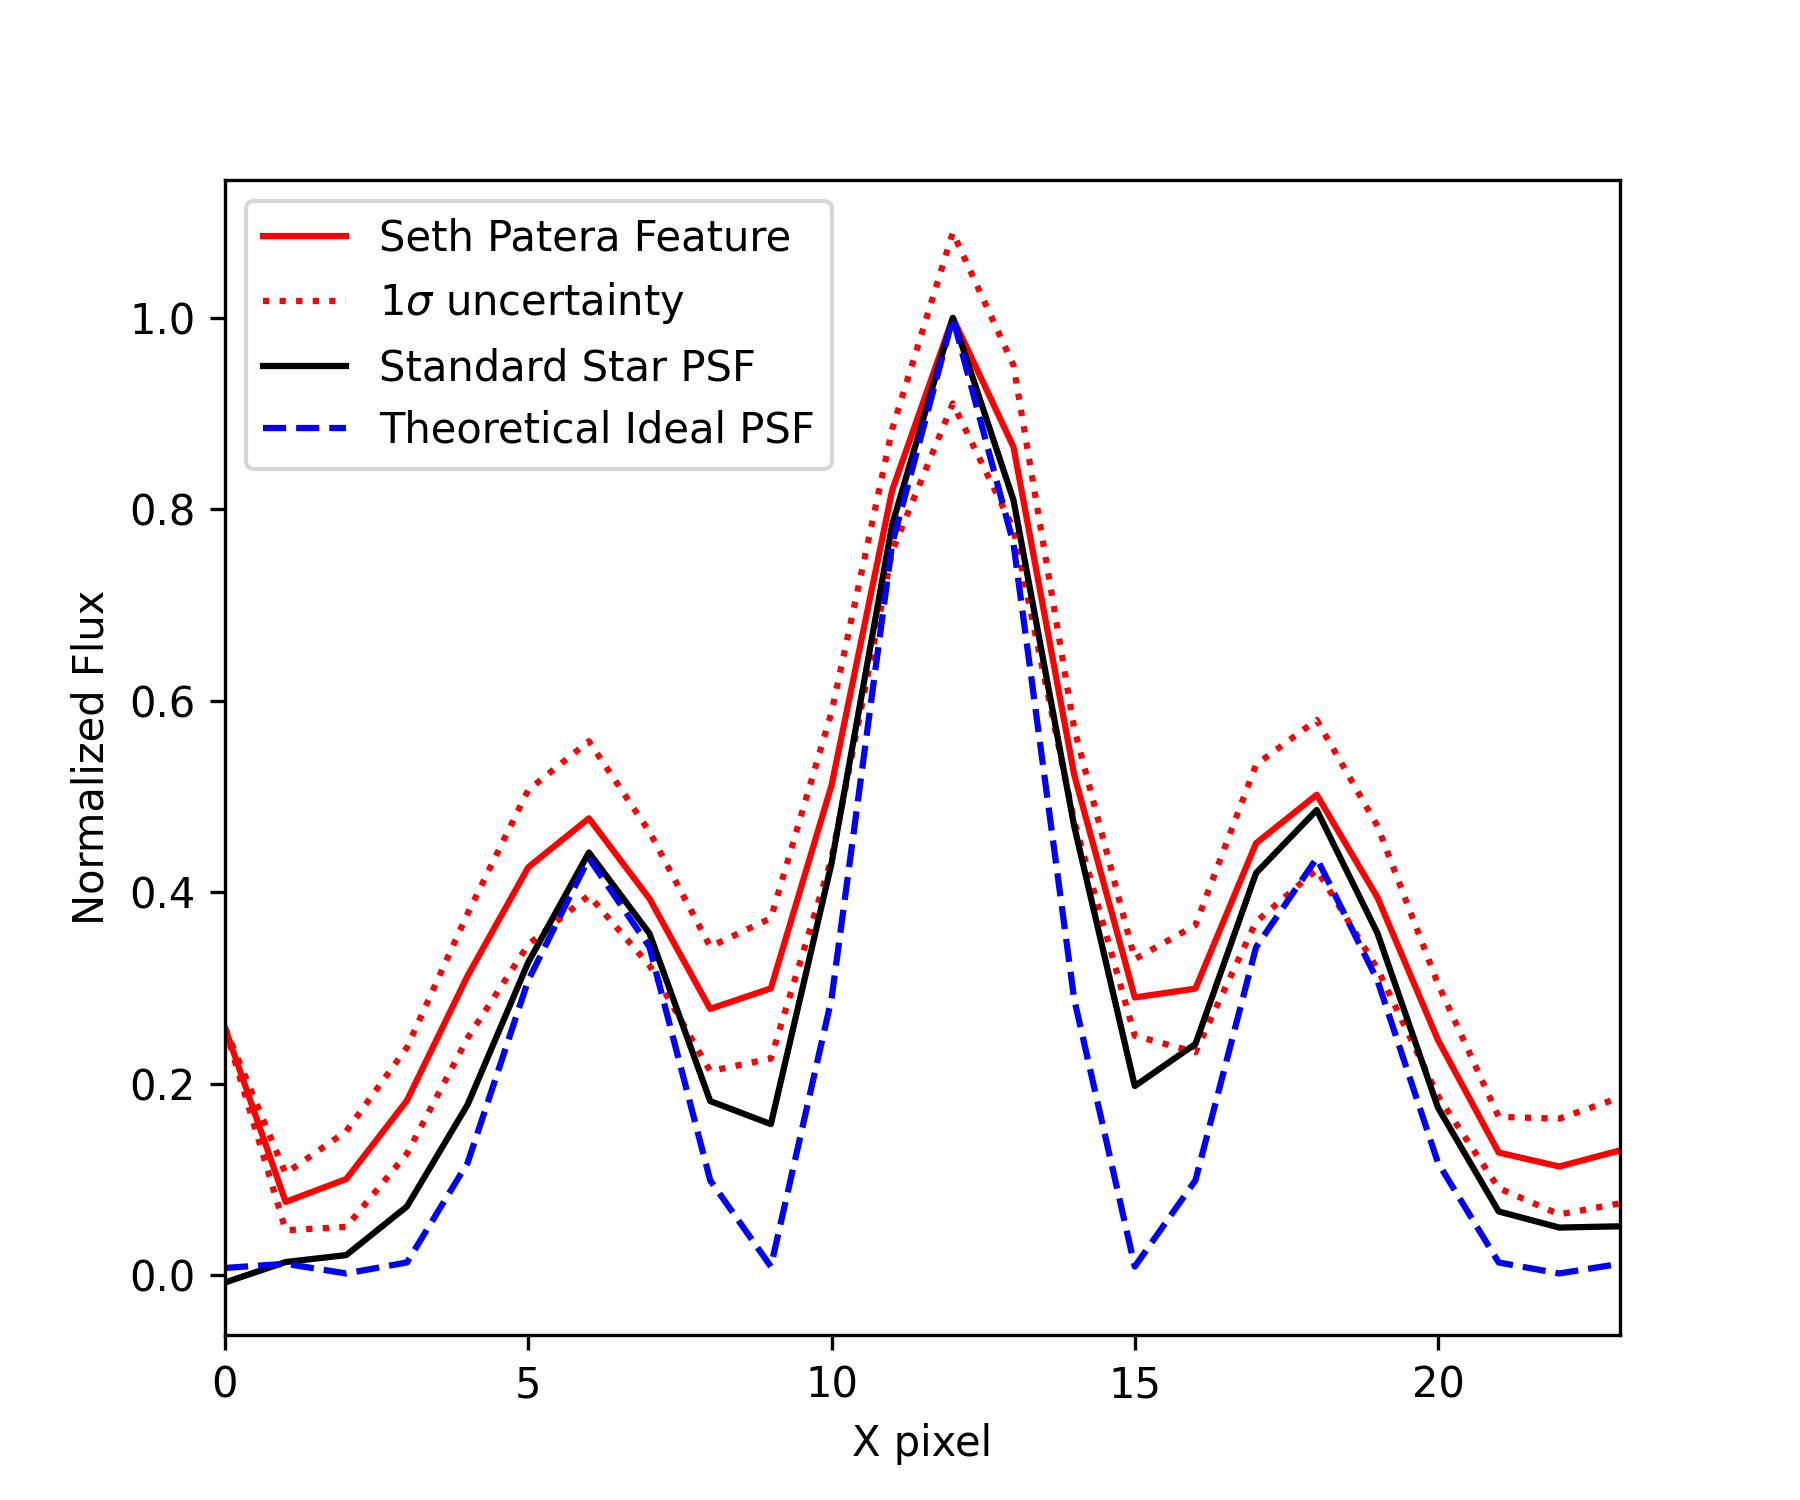 Seth Patera Feature
1σ uncertainty
Standard Star PSF
Theoretical Ideal PSF
1.0
0.8
0.6
0.4
0.2
0.0
Normalized Flux
0 5 10 15 20
X pixel